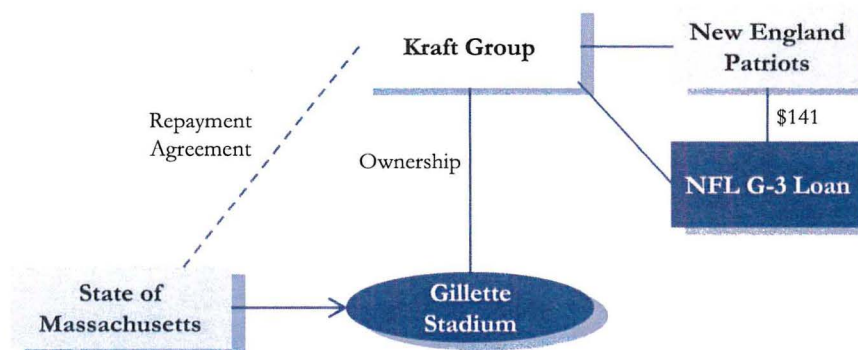 Kraft Group
New England
Patriots
Repayment
Agreement
$141
Ownership
NFL G-3 Loan
State of
Massachusetts
Gillette
Stadium